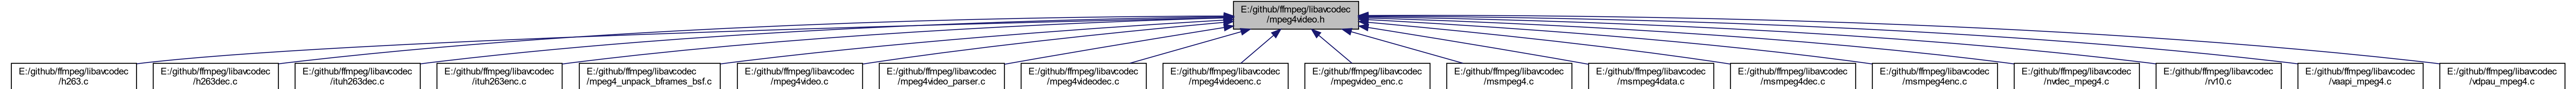 E:/github/ffmpeg/libavcodec
/mpeg4video.h
E:/github/ffmpeg/libavcodec
/h263.c
E:/github/ffmpeg/libavcodec
/h263dec.c
E:/github/ffmpeg/libavcodec
/ituh263dec.c
E:/github/ffmpeg/libavcodec
/ituh263enc.c
E:/github/ffmpeg/libavcodec
/mpeg4_unpack_bframes_bsf.c
E:/github/ffmpeg/libavcodec
/mpeg4video.c
E:/github/ffmpeg/libavcodec
/mpeg4video_parser.c
E:/github/ffmpeg/libavcodec
/mpeg4videodec.c
E:/github/ffmpeg/libavcodec
/mpeg4videoenc.c
E:/github/ffmpeg/libavcodec
/mpegvideo_enc.c
E:/github/ffmpeg/libavcodec
/msmpeg4.c
E:/github/ffmpeg/libavcodec
/msmpeg4data.c
E:/github/ffmpeg/libavcodec
/msmpeg4dec.c
E:/github/ffmpeg/libavcodec
/msmpeg4enc.c
E:/github/ffmpeg/libavcodec
/nvdec_mpeg4.c
E:/github/ffmpeg/libavcodec
/rv10.c
E:/github/ffmpeg/libavcodec
/vaapi_mpeg4.c
E:/github/ffmpeg/libavcodec
/vdpau_mpeg4.c